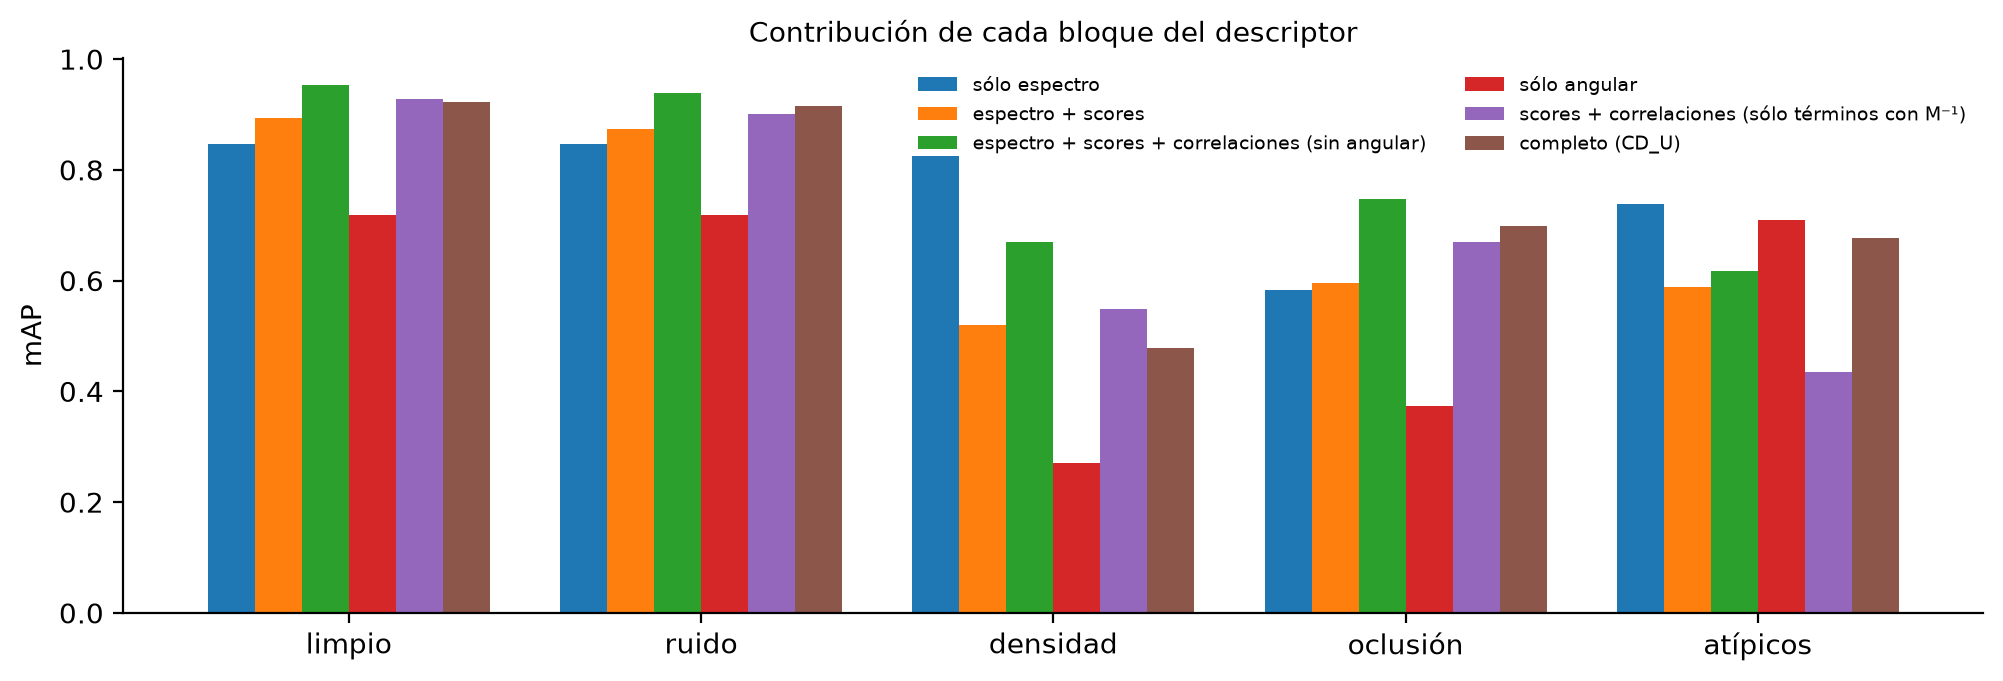 Contribución de cada bloque del descriptor
mAP
1.0
0.8
0.6
0.4
0.2
0.0
sólo espectro
espectro + scores
espectro + scores + correlaciones (sin angular)
sólo angular
scores + correlaciones (sólo términos con M⁻¹)
completo (CD_U)
limpio
ruido
densidad
oclusión
atípicos